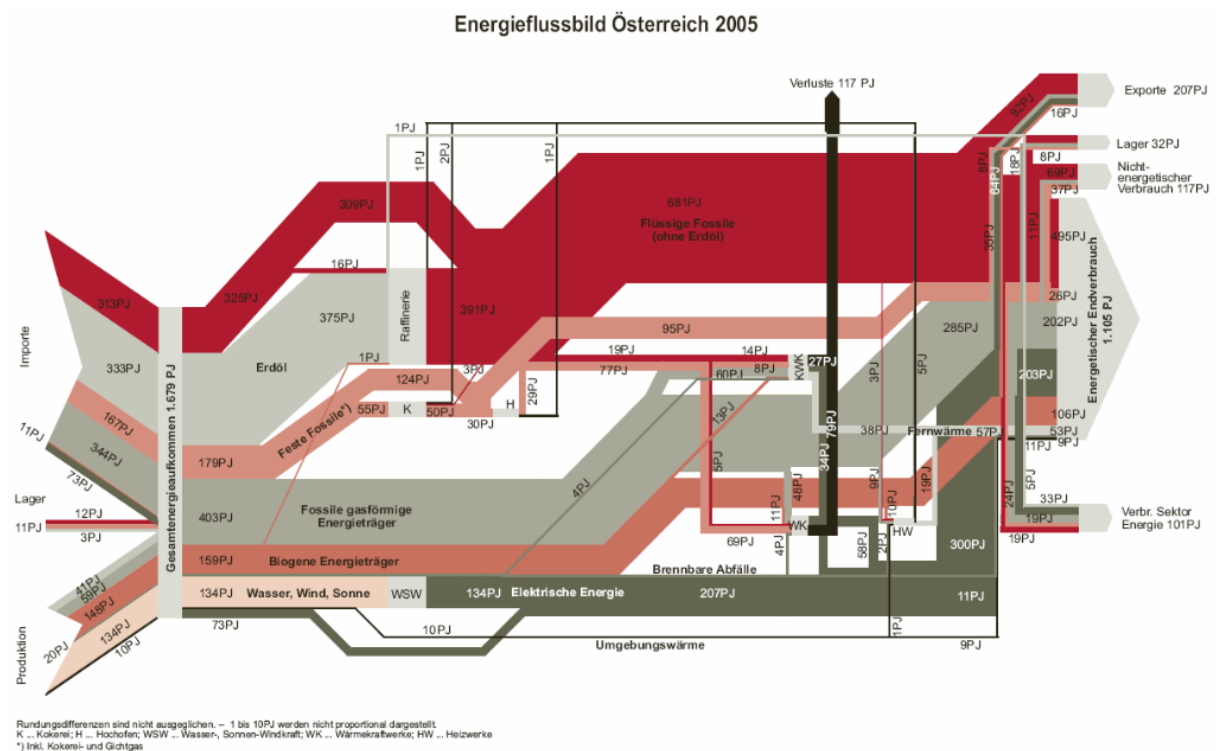 Energieflussbild Österreich 2005
Verluste 117 PJ
Exporte 207PJ
82PJ
16PJ
1PJ
1PJ
2PJ
1PJ
8PJ
64PJ
18PJ
Lager 32PJ
8PJ
69PJ
Nicht-
energetischer
Verbrauch 117PJ
37PJ
309PJ
681PJ
Flüssige Fossile
(ohne Erdöl)
35PJ
11PJ
495PJ
16PJ
Importe
313PJ
325PJ
375PJ
Raffinerie
391PJ
26PJ
333PJ
Erdöl
95PJ
285PJ
202PJ
Energetischer Endverbrauch
1.105 PJ
1PJ
124PJ
3PJ
19PJ
77PJ
14PJ
8PJ
60PJ
KWK
27PJ
3PJ
5PJ
203PJ
Gesamtenergieaufkommen 1.679 PJ
167PJ
Feste Fossile*)
55PJ
K
50PJ
30PJ
H
29PJ
13PJ
79PJ
106PJ
11PJ
344PJ
73PJ
179PJ
38PJ
Fernwärme
57P
53PJ
11PJ
9PJ
34PJ
5PJ
4PJ
48PJ
11PJ
9PJ
19PJ
10PJ
24PJ
5PJ
Lager
12PJ
11PJ
3PJ
403PJ
Fossile gasförmige
Energieträger
WK
HW
69PJ
4PJ
58PJ
2PJ
300PJ
33PJ
19PJ
19PJ
Verbr. Sektor
Energie 101PJ
159PJ
Biogene Energieträger
Brennbare Abfälle
Produktion
41PJ
59PJ
148PJ
20PJ
134PJ
10PJ
134PJ
Wasser, Wind, Sonne
WSW
134PJ
Elektrische Energie
207PJ
11PJ
73PJ
10PJ
Umgebungswärme
1PJ
9PJ
Rundungsdifferenzen sind nicht ausgeglichen. – 1 bis 10PJ werden nicht proportional dargestellt.
K ... Kokerei; H ... Hochofen; WSW ... Wasser-, Sonnen-Windkraft; WK ... Wärmekraftwerke; HW ... Heizwerke
*) Inkl. Kokerei- und Gichtgas